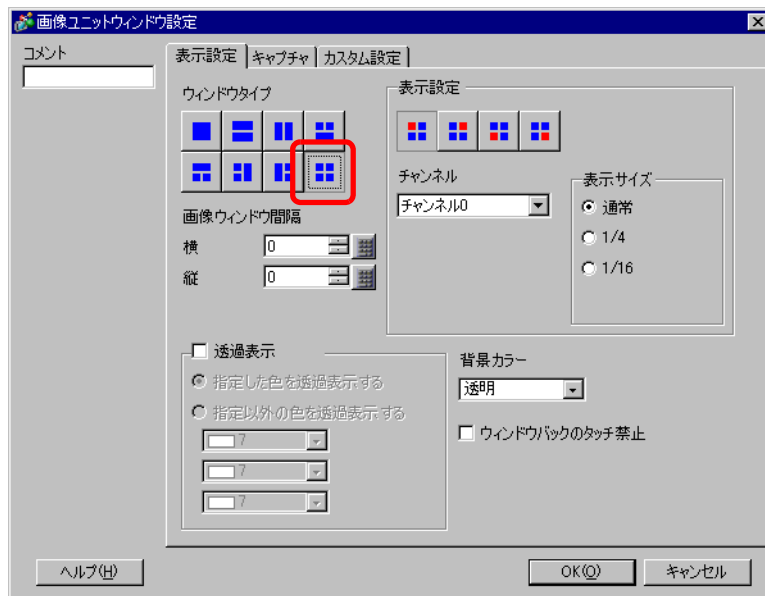 画像ユニットウィンドウ設定
コメント
表示設定
キャプチャ
カスタム設定
ウィンドウタイプ
表示設定
チャンネル
チャンネル0
表示サイズ
通常
1/4
1/16
画像ウィンドウ間隔
横 0
縦 0
透過表示
指定した色を透過表示する
指定以外の色を透過表示する
7
7
7
背景カラー
透明
ウィンドウバックのタッチ禁止
ヘルプ(H)
OK(O)
キャンセル